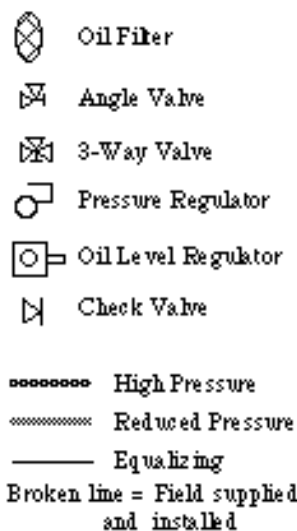 Oil Filter
Angle Valve
3-Way Valve
Pressure Regulator
Oil Level Regulator
Check Valve
High Pressure
Reduced Pressure
Equalizing
Broken line = Field supplied
and installed